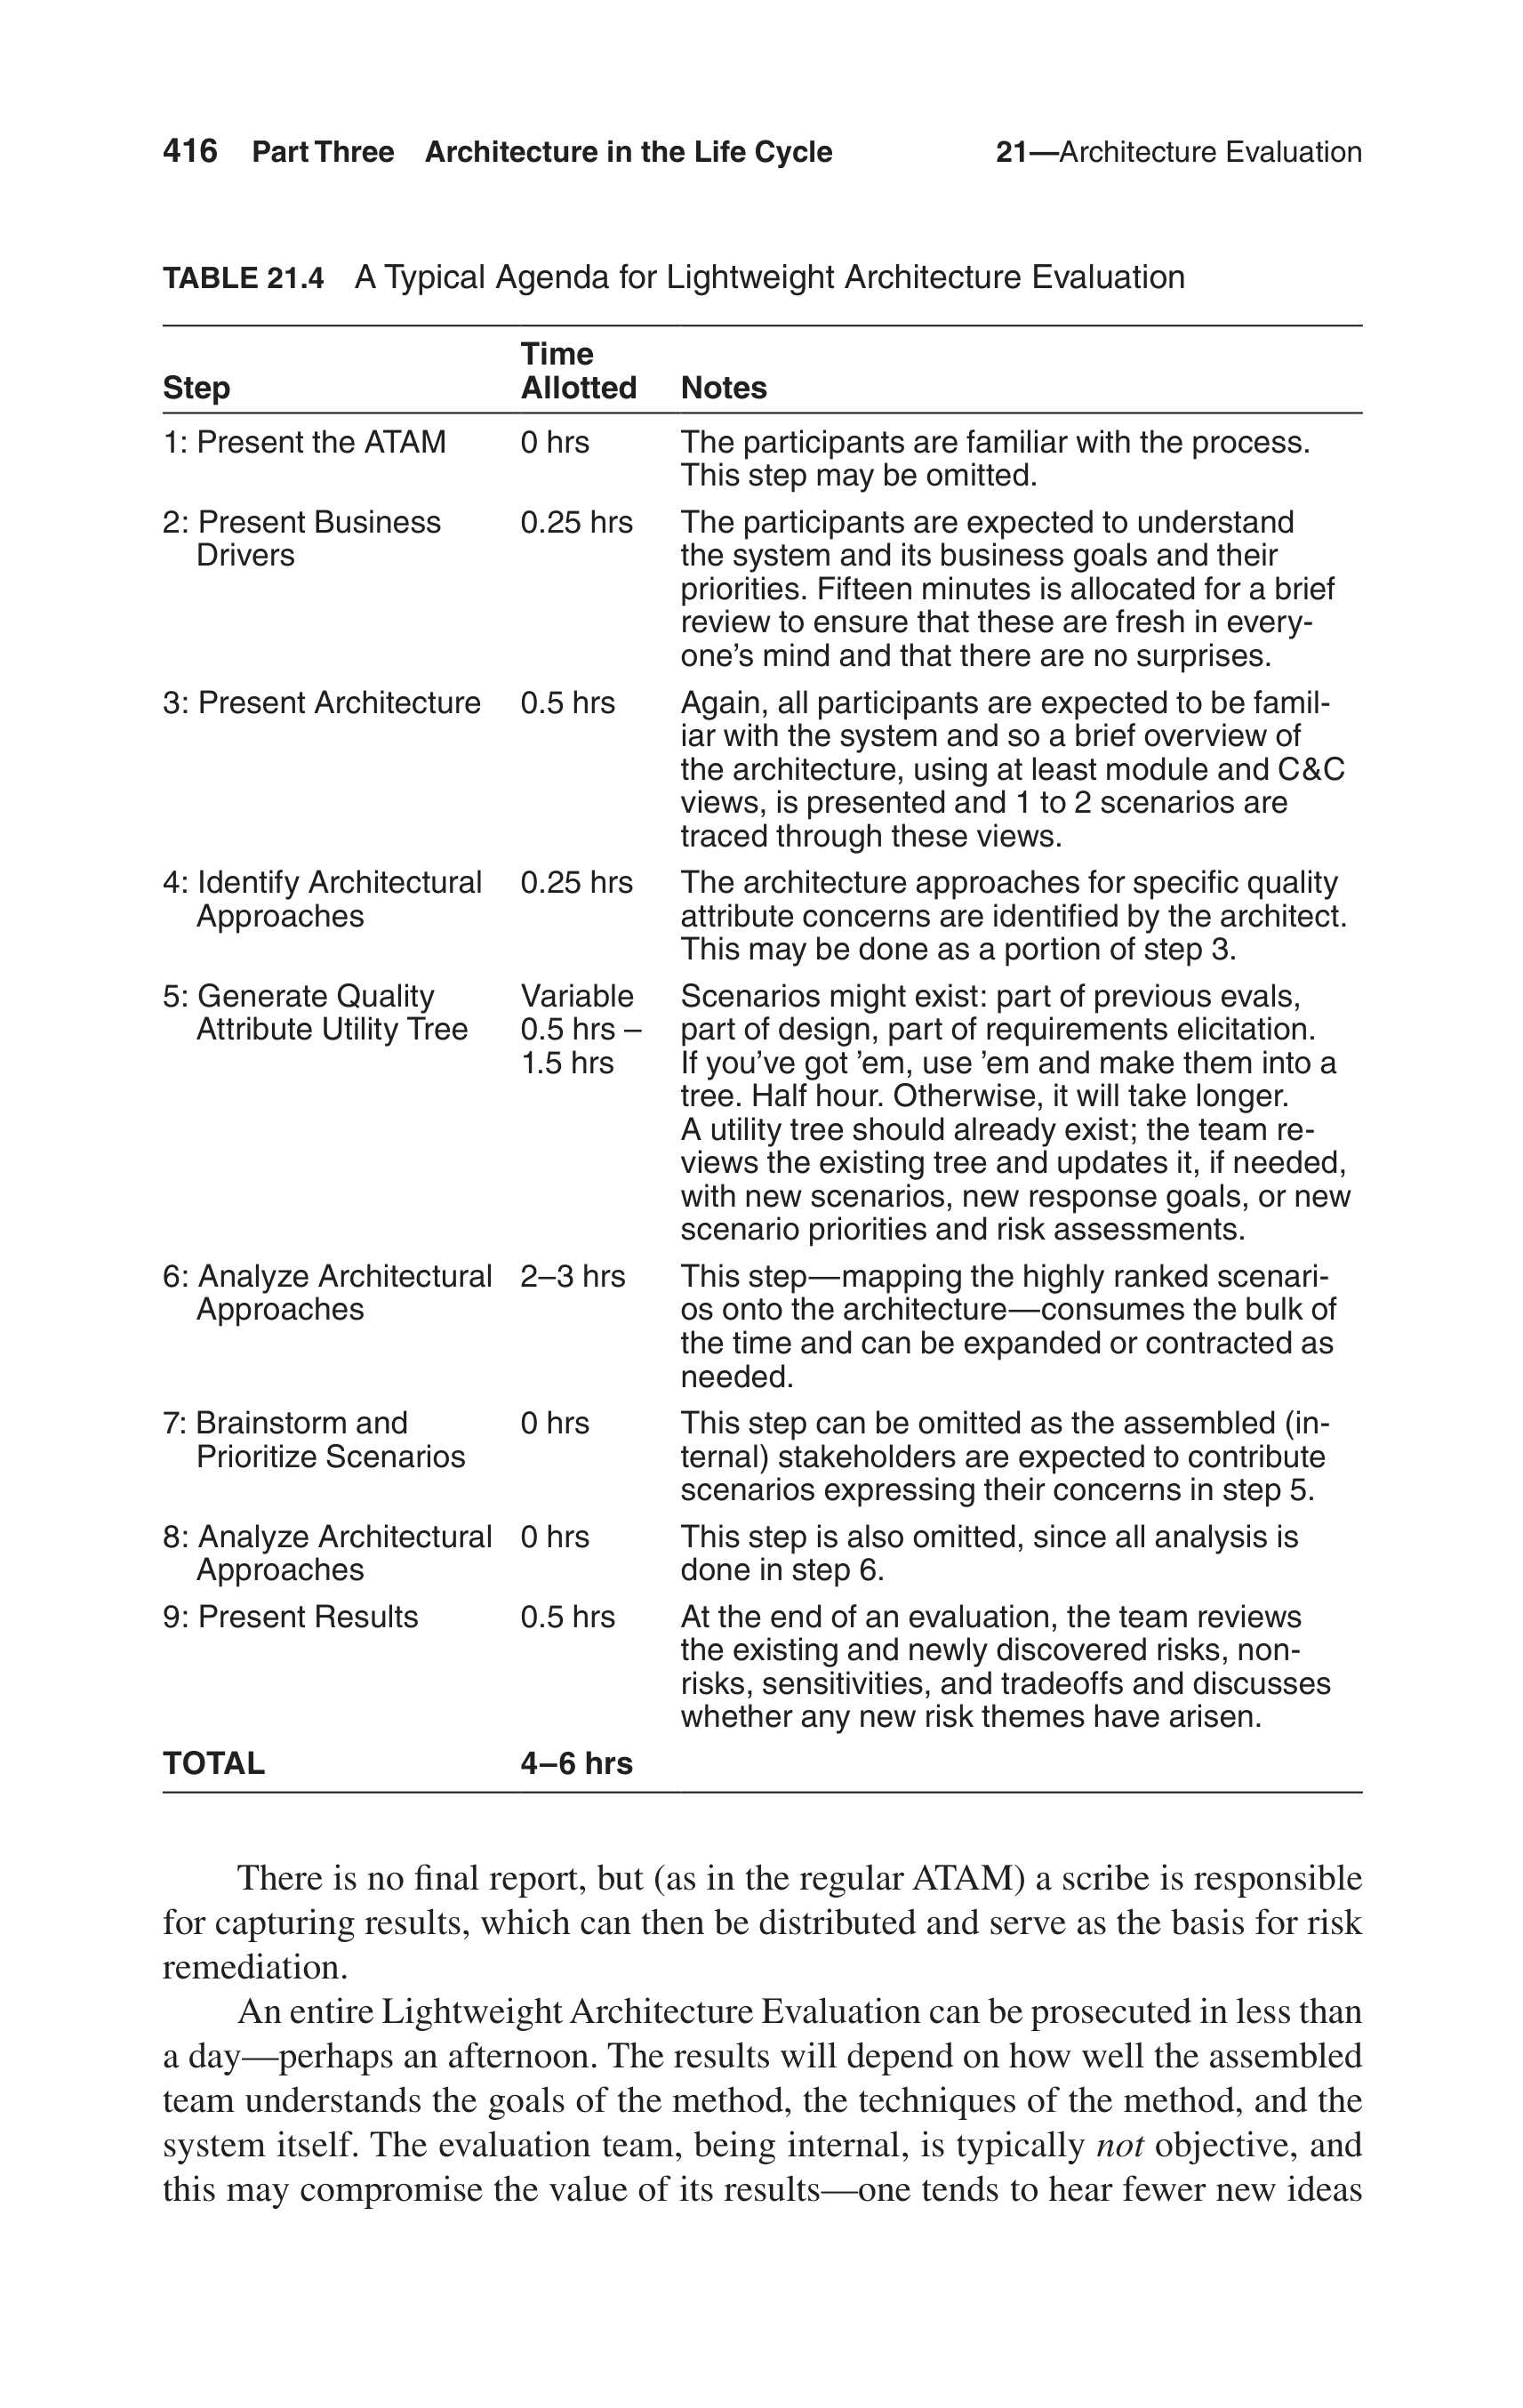 416 Part Three Architecture in the Life Cycle 21—Architecture Evaluation
TABLE 21.4 A Typical Agenda for Lightweight Architecture Evaluation
Time
Step Allotted Notes
1: Present the ATAM 0 hrs The participants are familiar with the process.
This step may be omitted.
2: Present Business 0.25 hrs The participants are expected to understand
Drivers the system and its business goals and their
priorities. Fifteen minutes is allocated for a brief
review to ensure that these are fresh in every-
one’s mind and that there are no surprises.
3: Present Architecture 0.5 hrs Again, all participants are expected to be famil-
iar with the system and so a brief overview of
the architecture, using at least module and C&C
views, is presented and 1 to 2 scenarios are
traced through these views.
4: Identify Architectural 0.25 hrs The architecture approaches for specific quality
Approaches attribute concerns are identified by the architect.
This may be done as a portion of step 3.
5: Generate Quality Variable Scenarios might exist: part of previous evals,
Attribute Utility Tree 0.5 hrs – part of design, part of requirements elicitation.
1.5 hrs If you’ve got ’em, use ’em and make them into a
tree. Half hour. Otherwise, it will take longer.
A utility tree should already exist; the team re-
views the existing tree and updates it, if needed,
with new scenarios, new response goals, or new
scenario priorities and risk assessments.
6: Analyze Architectural 2–3 hrs This step—mapping the highly ranked scenari-
Approaches os onto the architecture—consumes the bulk of
the time and can be expanded or contracted as
needed.
7: Brainstorm and 0 hrs This step can be omitted as the assembled (in-
Prioritize Scenarios ternal) stakeholders are expected to contribute
scenarios expressing their concerns in step 5.
8: Analyze Architectural 0 hrs This step is also omitted, since all analysis is
Approaches done in step 6.
9: Present Results 0.5 hrs At the end of an evaluation, the team reviews
the existing and newly discovered risks, non-
risks, sensitivities, and tradeoffs and discusses
whether any new risk themes have arisen.
TOTAL 4–6 hrs
There is no final report, but (as in the regular ATAM) a scribe is responsible
for capturing results, which can then be distributed and serve as the basis for risk
remediation.
An entire Lightweight Architecture Evaluation can be prosecuted in less than
a day—perhaps an afternoon. The results will depend on how well the assembled
team understands the goals of the method, the techniques of the method, and the
system itself. The evaluation team, being internal, is typically not objective, and
this may compromise the value of its results—one tends to hear fewer new ideas